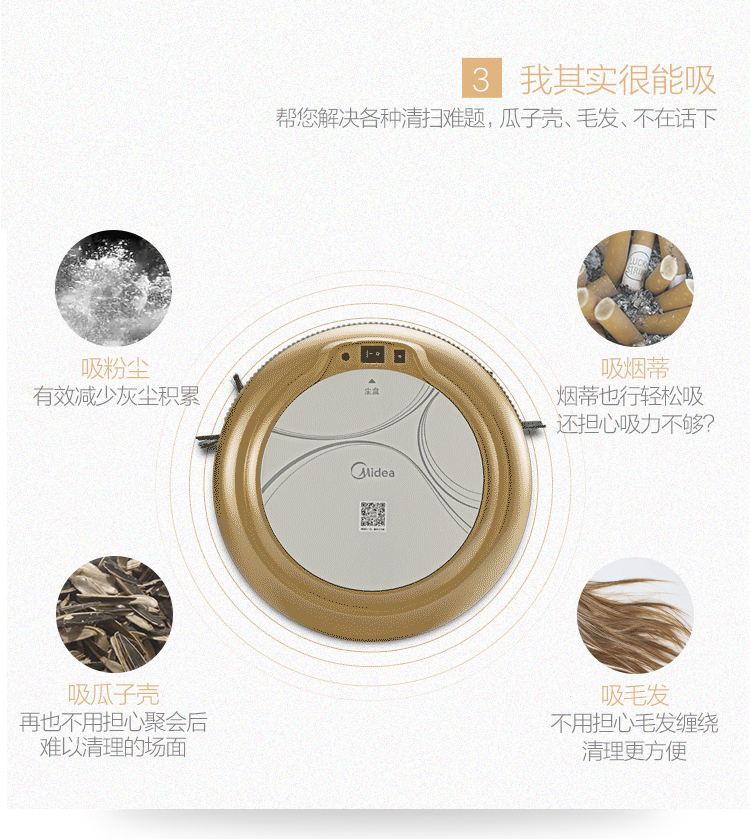 3 我其实很能吸
帮您解决各种清扫难题，瓜子壳、毛发、不在话下
吸粉尘
有效减少灰尘积累
吸烟蒂
烟蒂也行轻松吸
还担心吸力不够？
LUCKY
STRIKE
尘盒
Midea
吸瓜子壳
再也不用担心聚会后
难以清理的场面
吸毛发
不用担心毛发缠绕
清理更方便